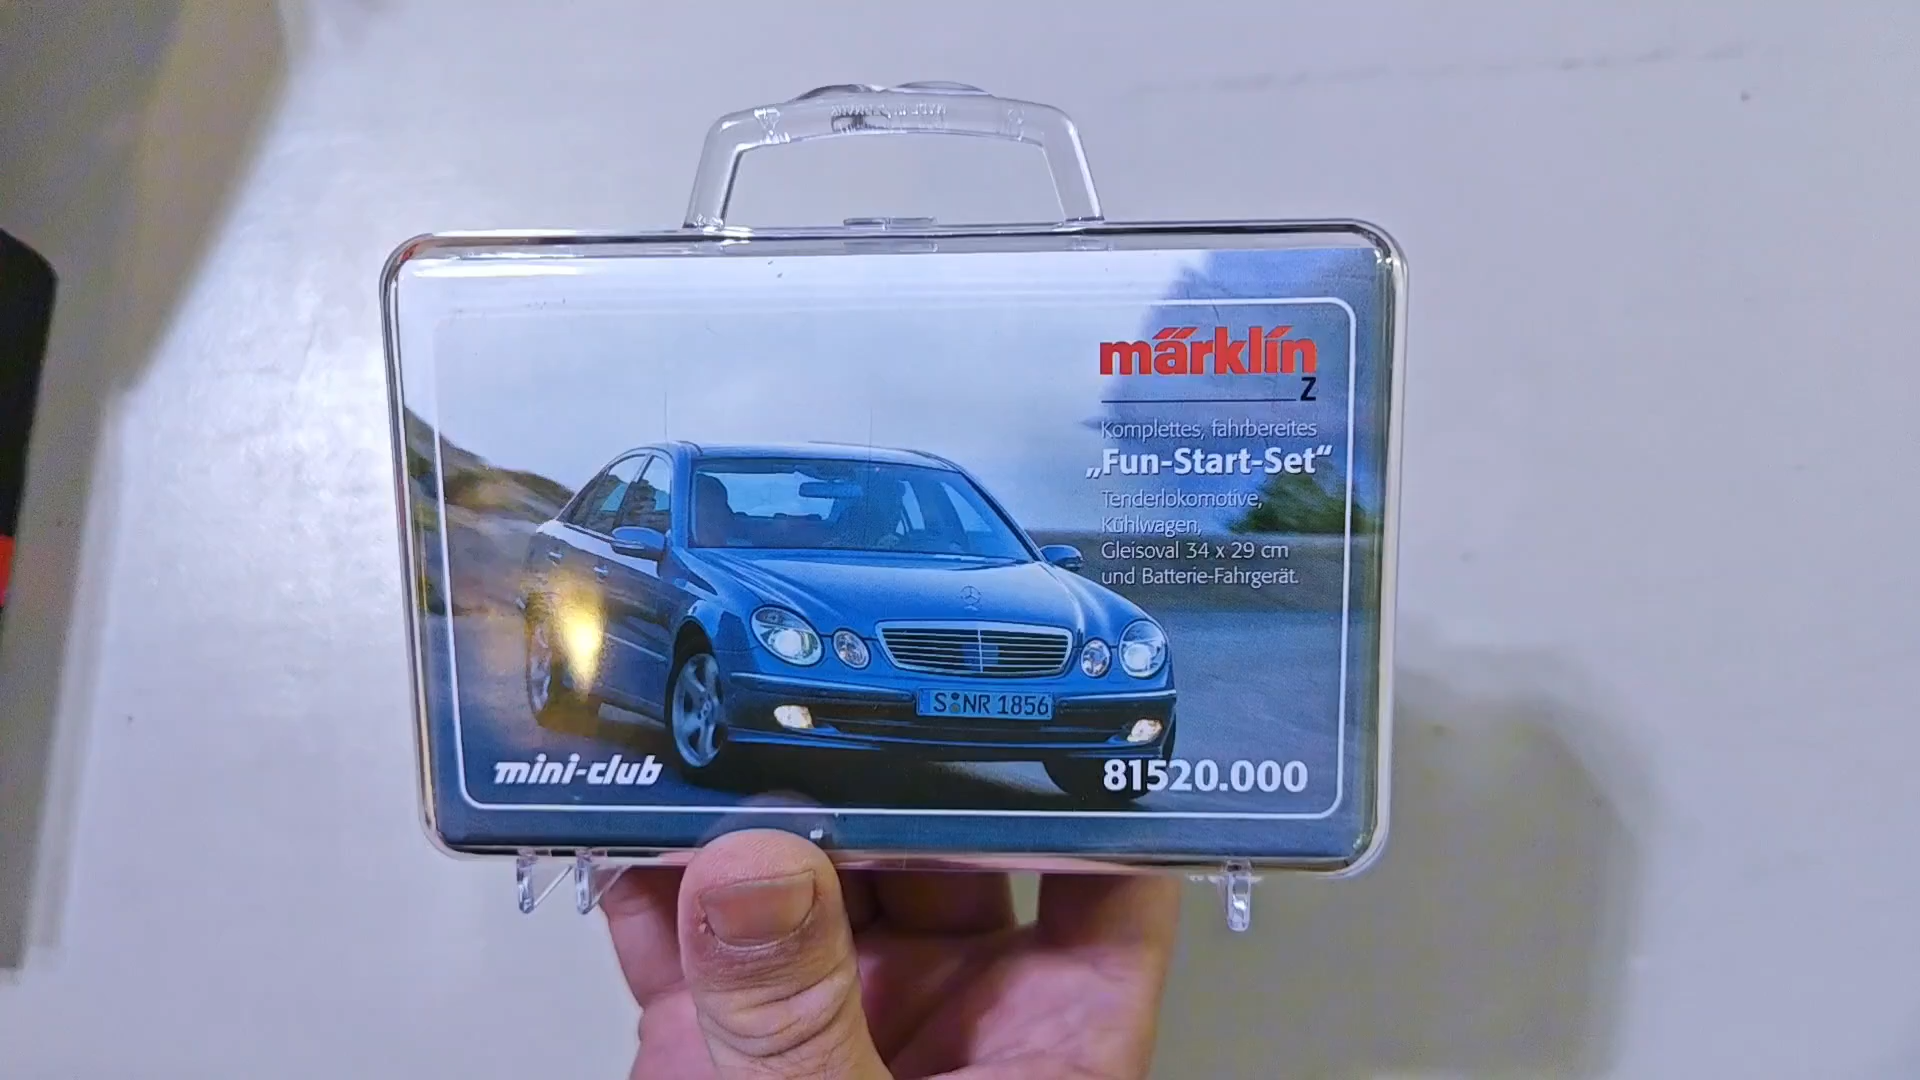 märklin
Z
Komplettes, fahrbereites
„Fun-Start-Set“
Tenderlokomotive,
Kühlwagen,
Gleisoval 34 x 29 cm
und Batterie-Fahrgerät.
S NR 1856
mini-club
81520.000